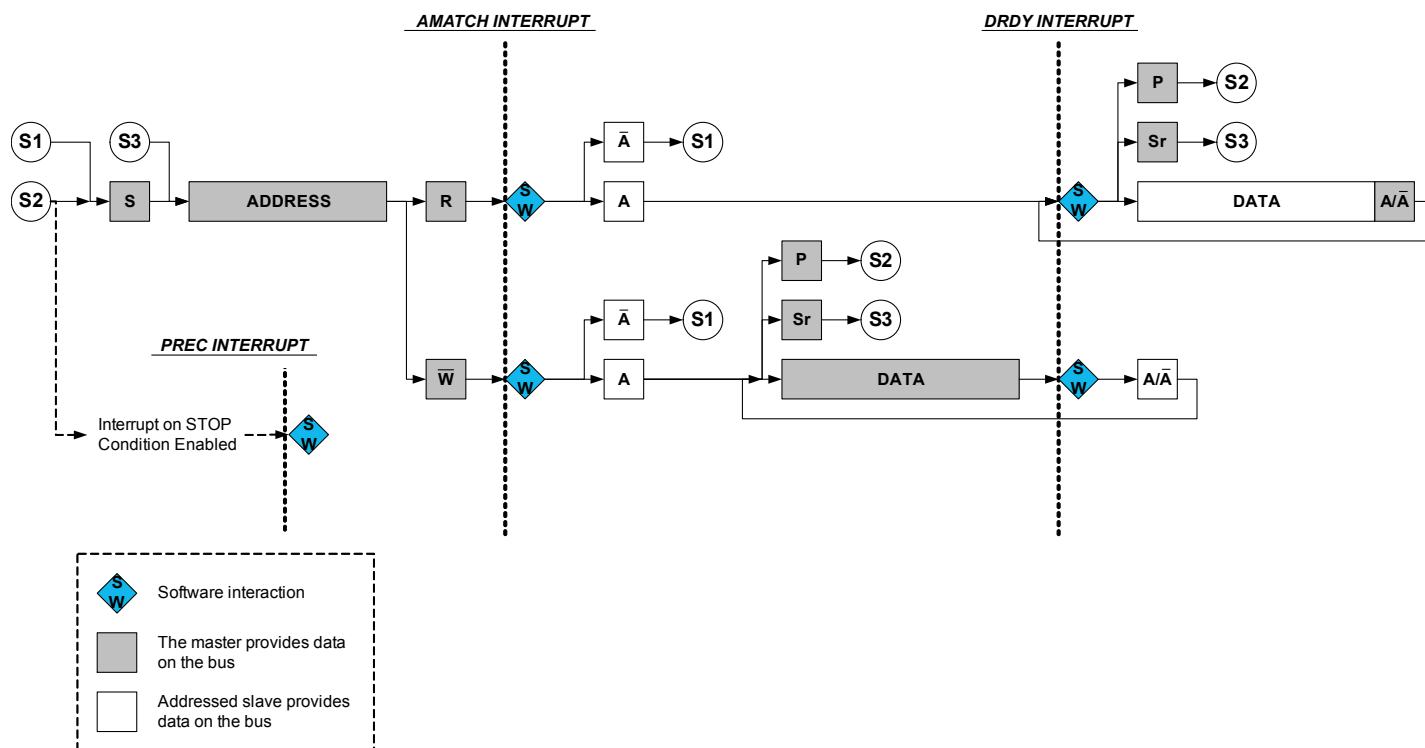 AMATCH INTERRUPT
DRDY INTERRUPT
P
S2
S1
S3
A̅
S1
Sr
S3
S2
S
ADDRESS
R
S
W
A
S
W
DATA
A/A̅
P
S2
A̅
S1
Sr
S3
PREC INTERRUPT
W̅
S
W
A
DATA
S
W
A/A̅
Interrupt on STOP
Condition Enabled
S
W
S
W
Software interaction
The master provides data
on the bus
Addressed slave provides
data on the bus